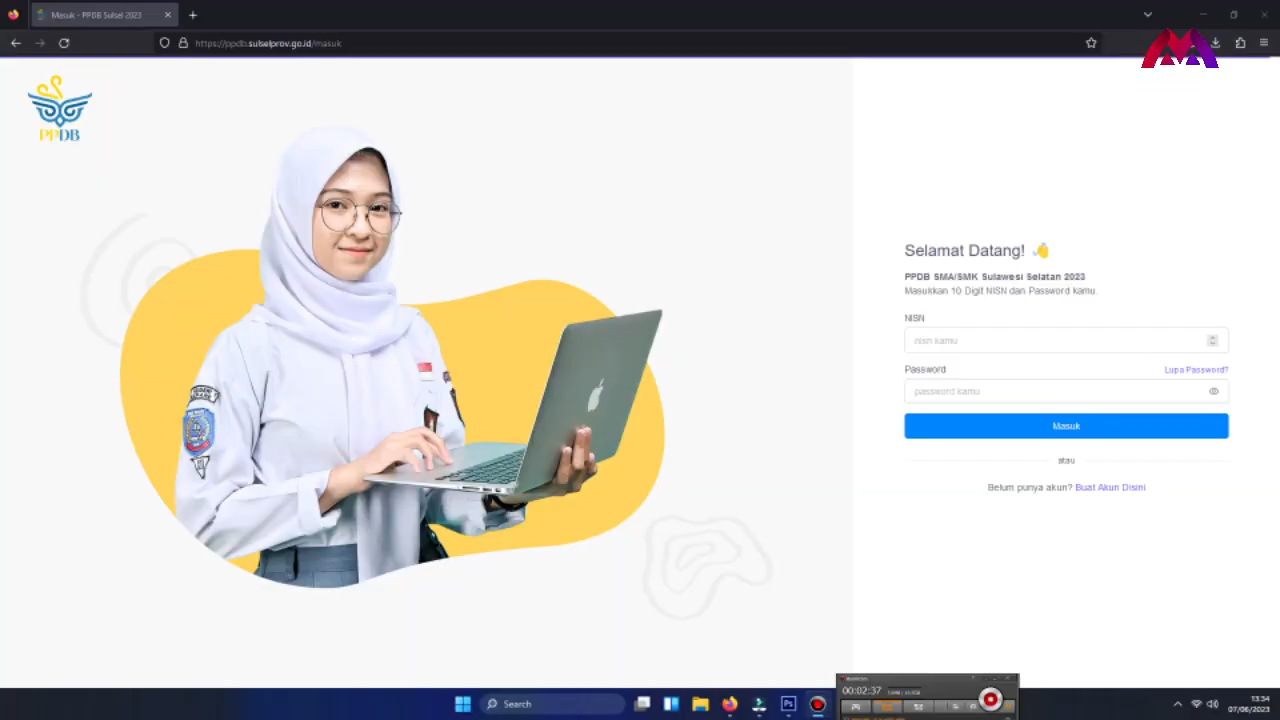 Masuk - PPDB Sulsel 2023
https://ppdb.sulselprov.go.id/masuk
PPDB
Selamat Datang! 👋
PPDB SMA/SMK Sulawesi Selatan 2023
Masukkan 10 Digit NISN dan Password kamu.
NISN
nisn kamu
Password
Lupa Password?
password kamu
Masuk
atau
Belum punya akun? Buat Akun Disini
00:02:37
Search
Ps
13.34
07/06/2023